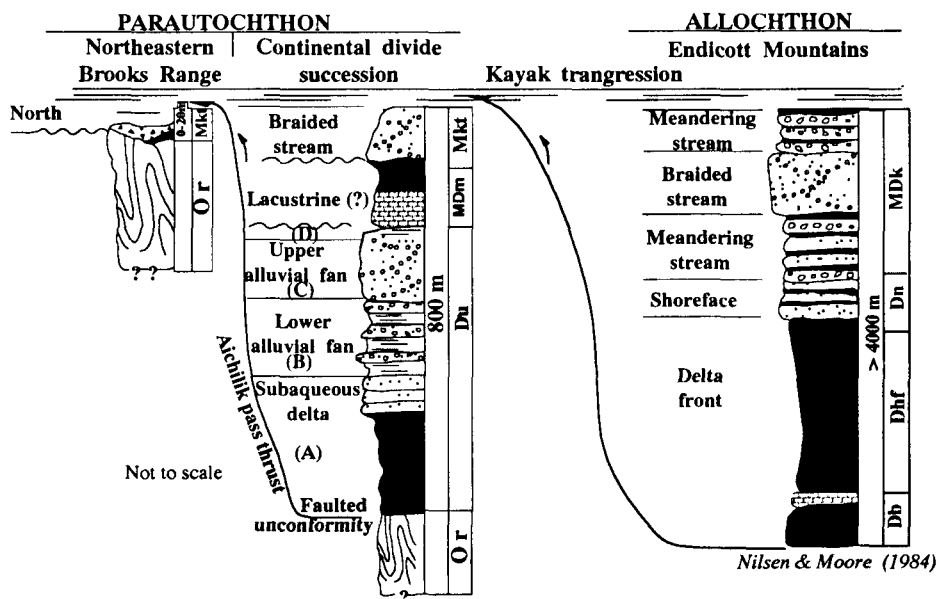 PARAUTOCHTHON
Northeastern
Brooks Range
Continental divide
succession
Kayak trangression
ALLOCHTHON
Endicott Mountains
North
0-20m
Mkt
O r
? ?
Braided
stream
Lacustrine (?)
(D)
Upper
alluvial fan
(C)
Lower
alluvial fan
(B)
Subaqueous
delta
(A)
Aichilik pass thrust
Not to scale
Faulted
unconformity
800 m
Mkt
MDm
Du
O r
?
Meandering
stream
Braided
stream
Meandering
stream
Shoreface
Delta
front
> 4000 m
MDk
Dn
Dhf
Db
Nilsen & Moore (1984)